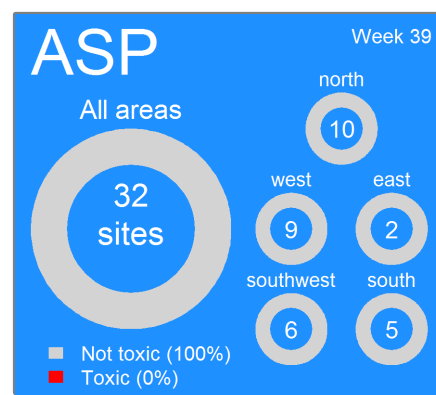 ASP
Week 39
All areas
32
sites
north
10
west
9
east
2
southwest
6
south
5
Not toxic (100%)
Toxic (0%)